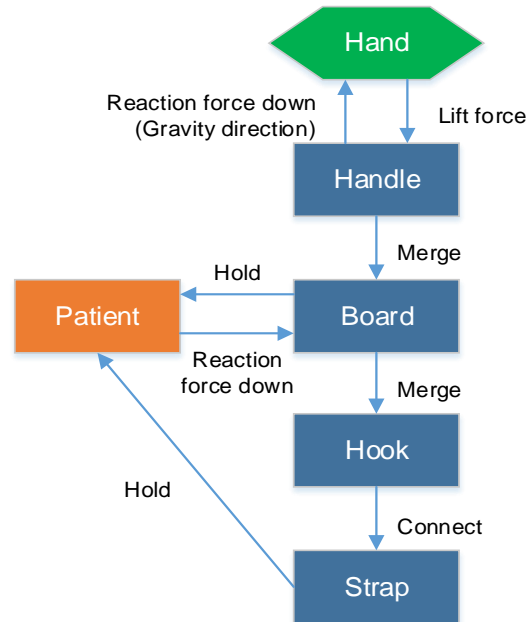 Hand
Reaction force down
(Gravity direction)
Lift force
Handle
Merge
Hold
Patient
Board
Reaction
force down
Merge
Hook
Hold
Connect
Strap